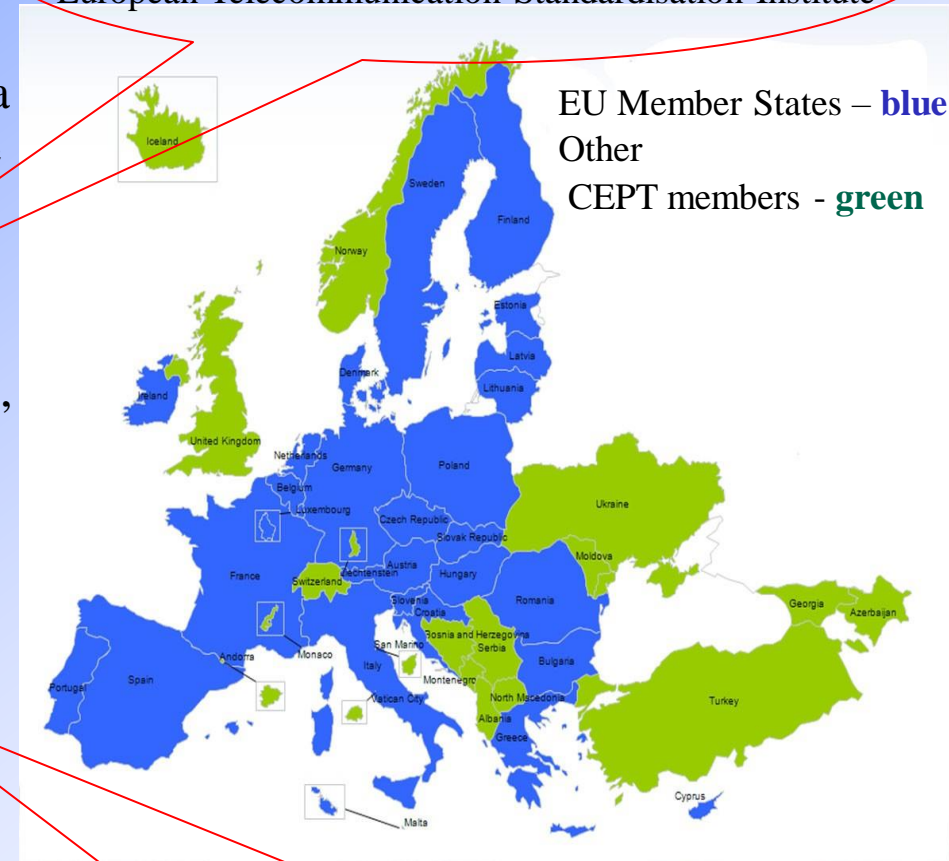 European Telecommunication Standardisation Institute
a
,
EU Member States – blue
Other
CEPT members - green
Iceland
Sweden
Finland
Norway
Estonia
Latvia
Denmark
Lithuania
Ireland
United Kingdom
Netherlands
Germany
Poland
Belgium
Luxembourg
Ukraine
Czech Republic
Slovak Republic
Moldova
Austria
Liechtenstein
France
Switzerland
Hungary
Romania
Slovenia
Croatia
Georgia
Azerbaijan
Bosnia and Herzegovina
San Marino
Serbia
Monaco
Andorra
Italy
Bulgaria
Portugal
Spain
Montenegro
Vatican City
North Macedonia
Turkey
Albania
Greece
Cyprus
Malta